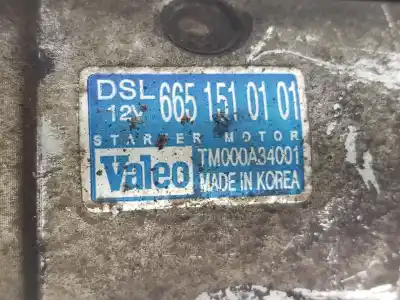 DSL 665 151 01 01
12V
STARTER MOTOR
Valeo TM000A34001
MADE IN KOREA